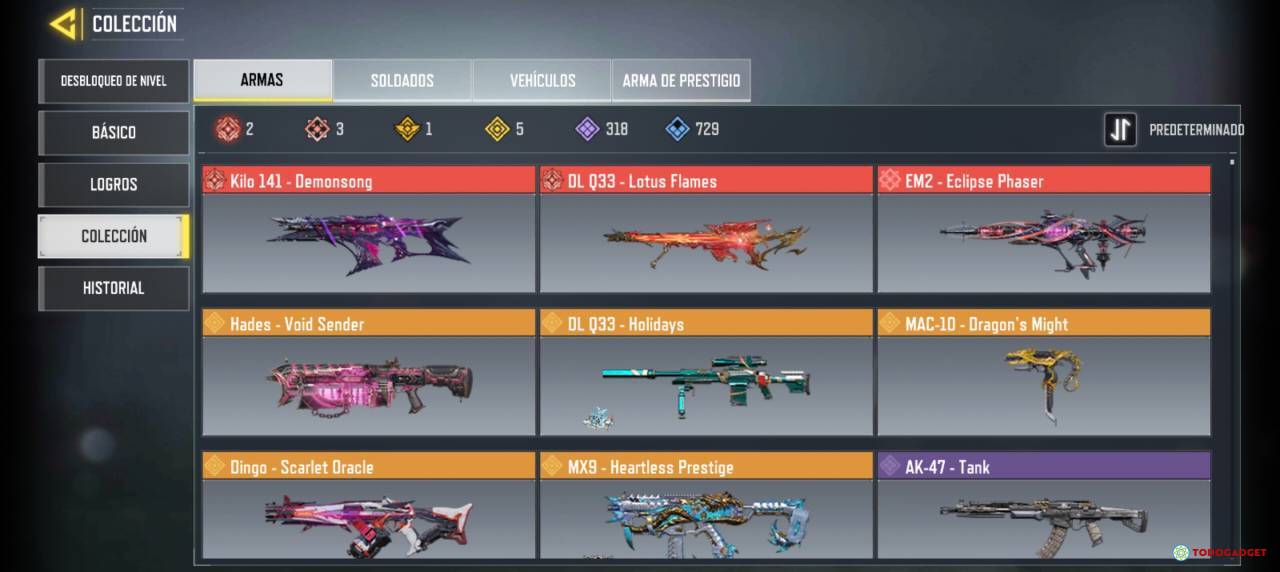 COLECCIÓN
DESBLOQUEO DE NIVEL
BÁSICO
LOGROS
COLECCIÓN
HISTORIAL
ARMAS SOLDADOS VEHÍCULOS ARMA DE PRESTIGIO
2 3 1 5 318 729 PREDETERMINADO
Kilo 141 - Demonsong
DL Q33 - Lotus Flames
EM2 - Eclipse Phaser
Hades - Void Sender
DL Q33 - Holidays
MAC-10 - Dragon's Might
Dingo - Scarlet Oracle
MX9 - Heartless Prestige
AK-47 - Tank
TODOGADGET